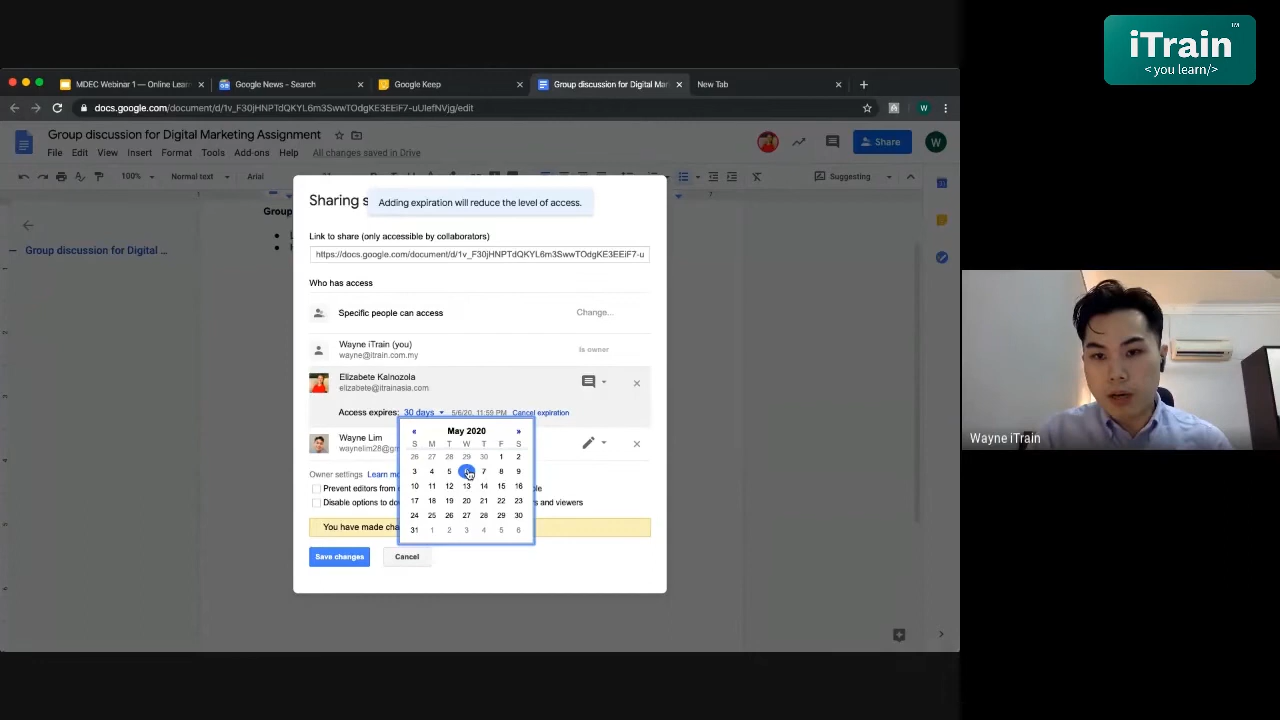 iTrain™
< you learn/>
MDEC Webinar 1 — Online Lear
Google News - Search
Google Keep
Group discussion for Digital Mar
New Tab
docs.google.com/document/d/1v_F30jHNPTdQKYL6m3SwwTOdgKE3EEiF7-uUIefNVjg/edit
W
Group discussion for Digital Marketing Assignment
Share
W
File Edit View Insert Format Tools Add-ons Help All changes saved in Drive
100% Normal text Arial Suggesting
Group
Group discussion for Digital ...
Sharing s
Adding expiration will reduce the level of access.
Link to share (only accessible by collaborators)
https://docs.google.com/document/d/1v_F30jHNPTdQKYL6m3SwwTOdgKE3EEiF7-u
Who has access
Specific people can access Change...
Wayne iTrain (you)
wayne@itrain.com.my
Is owner
Elizabete Kalnozola
elizabete@itrainasia.com
Access expires: 30 days 5/6/20, 11:59 PM Cancel expiration
Wayne Lim
waynelim28@gm
« May 2020 »
S M T W T F S
26 27 28 29 30 1 2
3 4 5 6 7 8 9
10 11 12 13 14 15 16
17 18 19 20 21 22 23
24 25 26 27 28 29 30
31 1 2 3 4 5 6
Owner settings Learn mo
Prevent editors from
Disable options to do rs and viewers
You have made cha
Save changes Cancel
Wayne iTrain